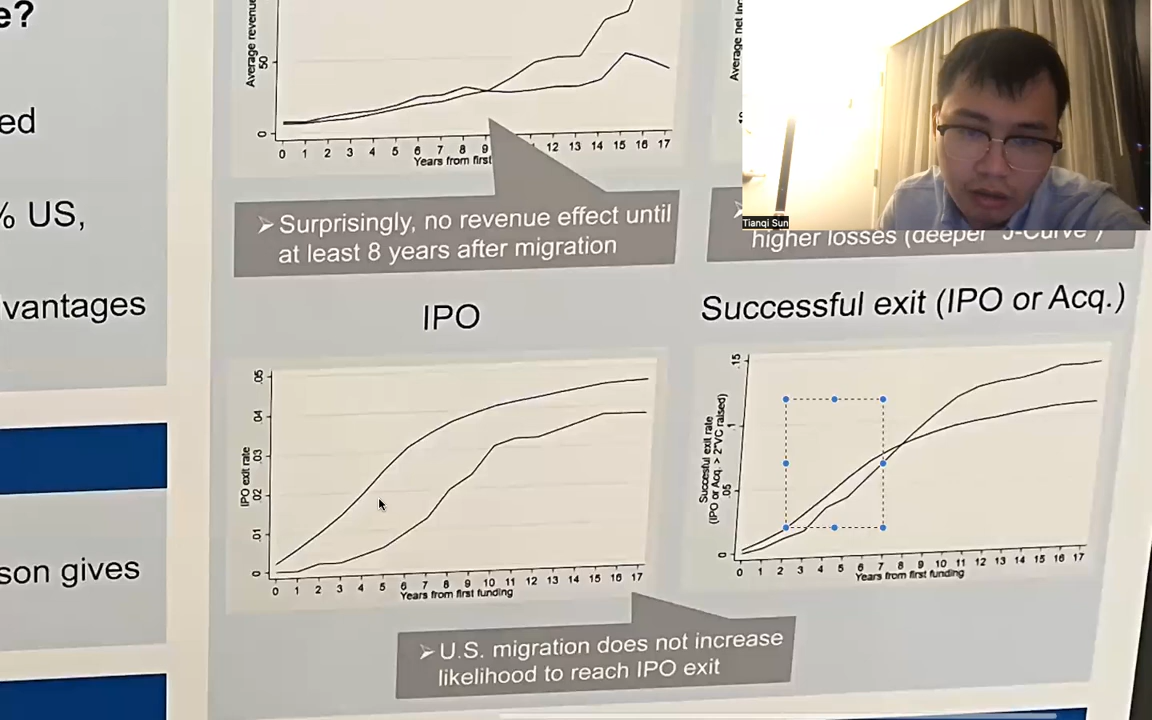 e?
ed
% US,
vantages
son gives
Average revenue
50
0
0 1 2 3 4 5 6 7 8 9 12 13 14 15 16 17
Years from first
Average net inc
➢ Surprisingly, no revenue effect until
at least 8 years after migration
Tianqi Sun
higher losses (deeper "J-Curve")
IPO
IPO exit rate
.05
.04
.03
.02
.01
0
0 1 2 3 4 5 6 7 8 9 10 11 12 13 14 15 16 17
Years from first funding
Successful exit (IPO or Acq.)
Succesful exit rate
(IPO or Acq. > 2*VC raised)
.15
.1
.05
0
0 1 2 3 4 5 6 7 8 9 10 11 12 13 14 15 16 17
Years from first funding
➢ U.S. migration does not increase
likelihood to reach IPO exit